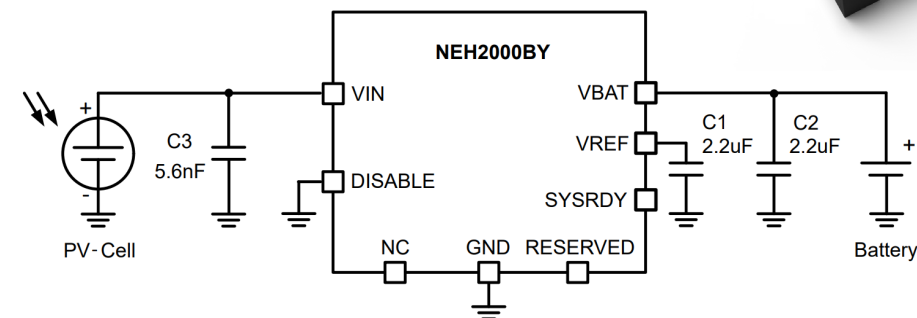 NEH2000BY
VIN
VBAT
+
C3
5.6nF
VREF
C1
2.2uF
C2
2.2uF
+
DISABLE
SYSRDY
-
PV-Cell
NC
GND
RESERVED
Battery